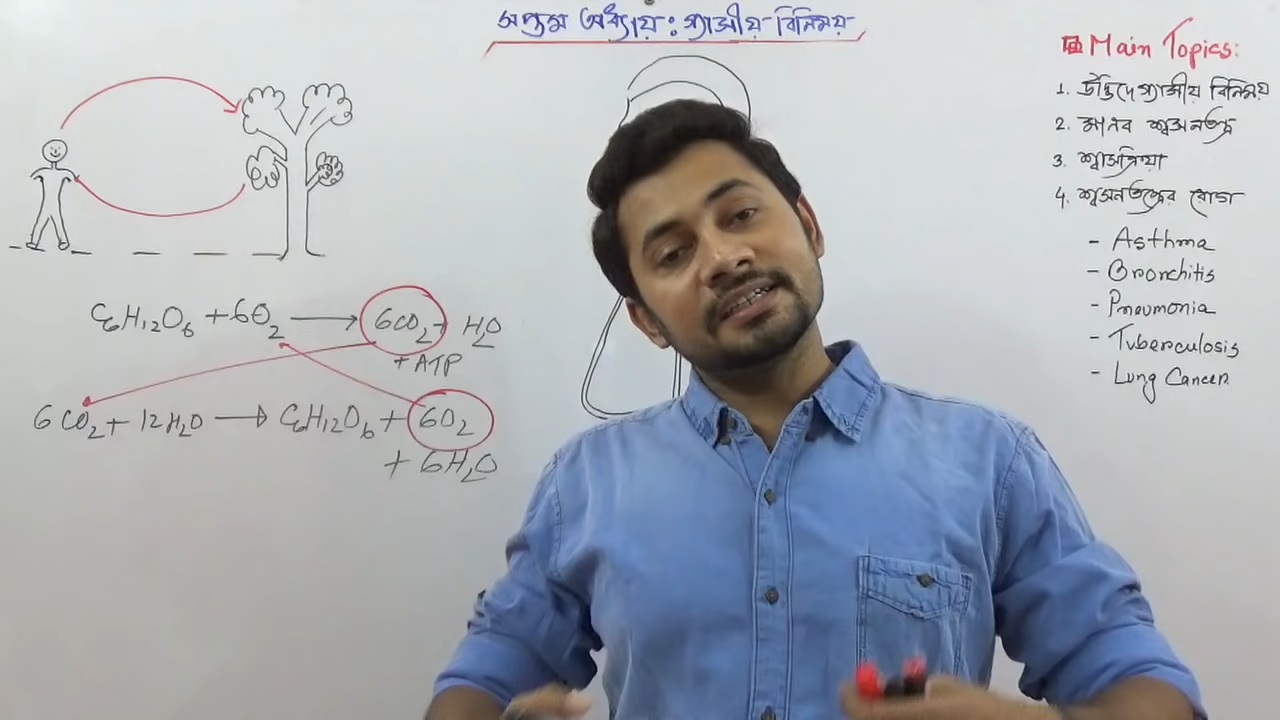 সপ্তম অধ্যায় : গ্যাসীয় বিনিময়
Main Topics:
1. উদ্ভিদে গ্যাসীয় বিনিময়
2. মানব শ্বসনতন্ত্র
3. শ্বাসক্রিয়া
4. শ্বসনতন্ত্রের রোগ
- Asthma
- Bronchitis
- Pneumonia
- Tuberculosis
- Lung Cancer
C6H12O6 + 6O2 → 6CO2 + H2O
+ ATP
6CO2 + 12H2O → C6H12O6 + 6O2
+ 6H2O